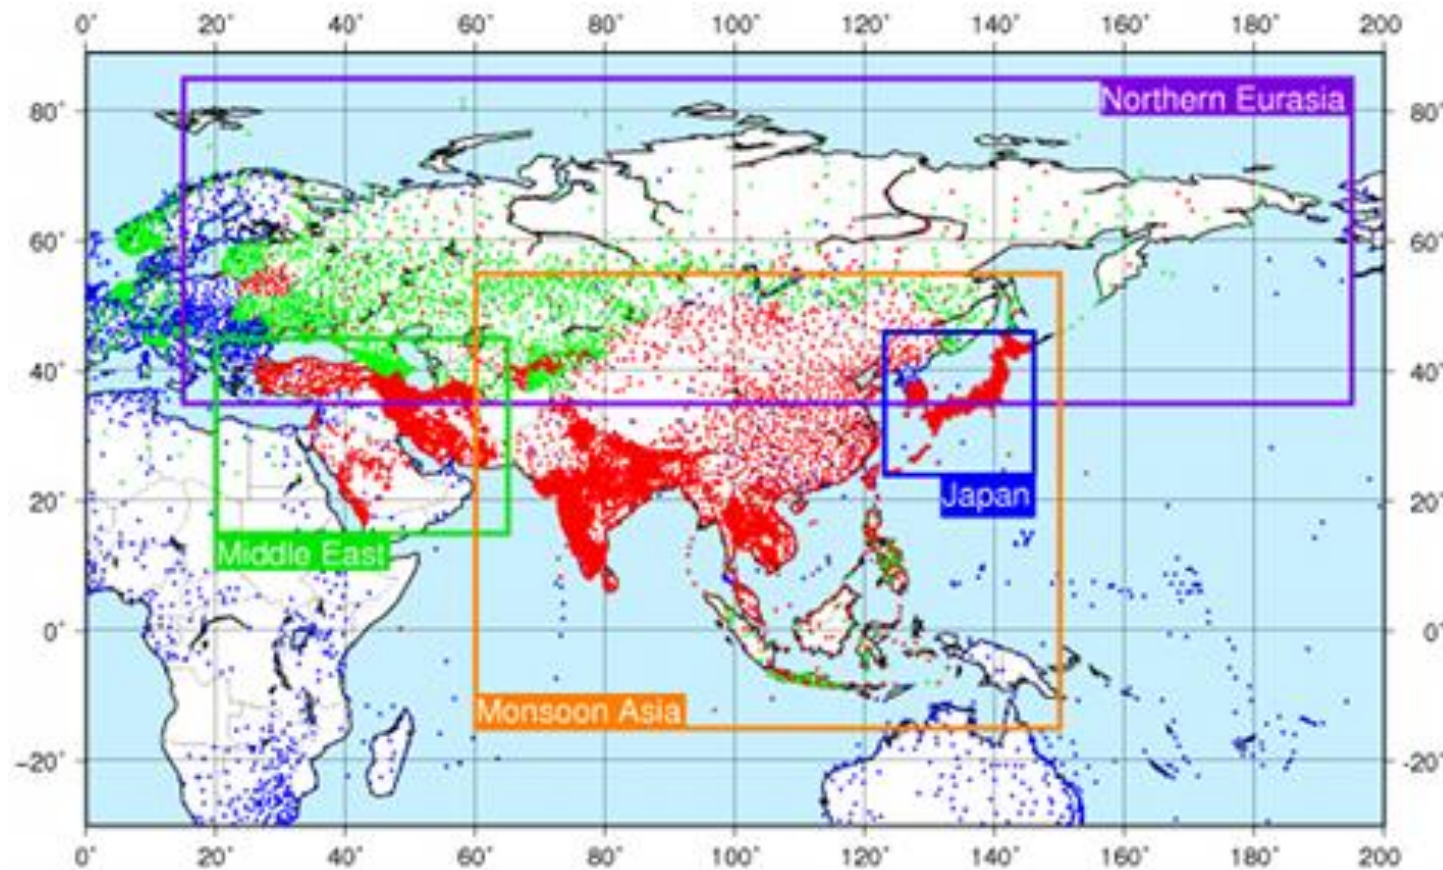 0˚ 20˚ 40˚ 60˚ 80˚ 100˚ 120˚ 140˚ 160˚ 180˚ 200
Northern Eurasia
80˚ 80˚
60˚ 60˚
40˚ 40˚
20˚ 20˚
Japan
Middle East
0˚ 0˚
Monsoon Asia
-20˚ -20˚
0˚ 20˚ 40˚ 60˚ 80˚ 100˚ 120˚ 140˚ 160˚ 180˚ 200